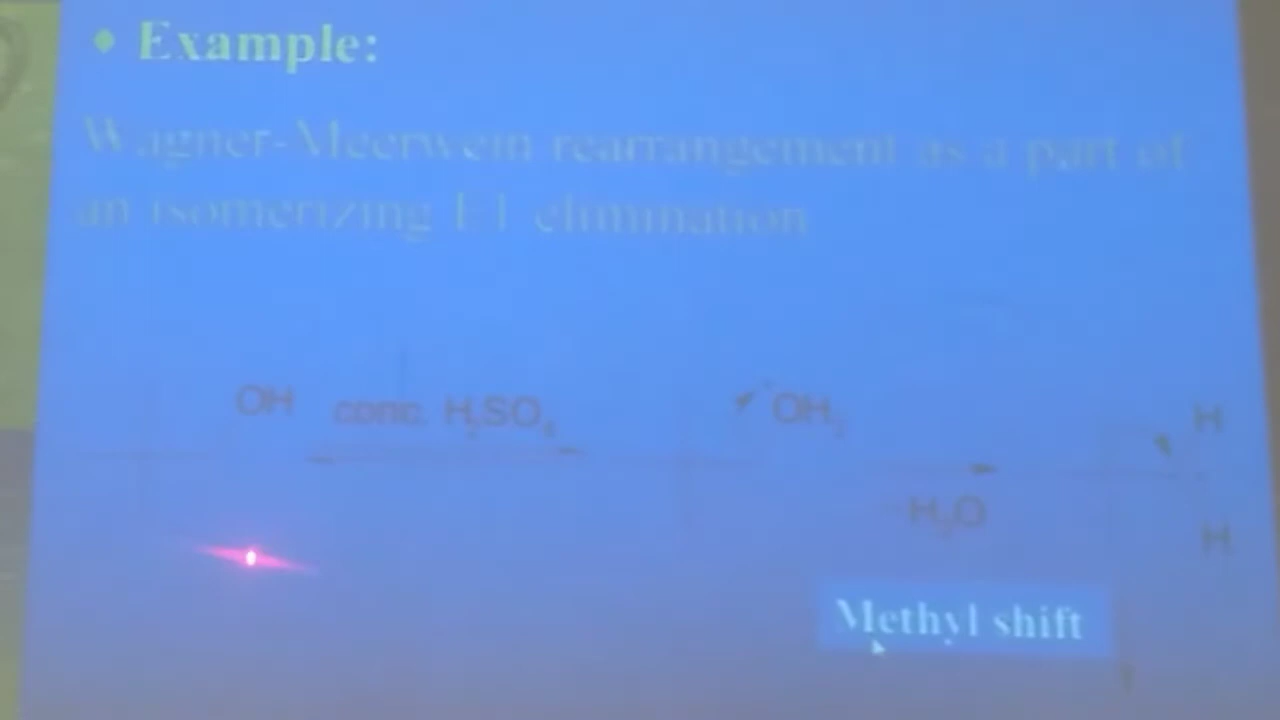 • Example:
Wagner-Meerwein rearrangement as a part of
an isomerizing E1 elimination
OH conc. H₂SO₄ OH₂ H
-H₂O
H
Methyl shift